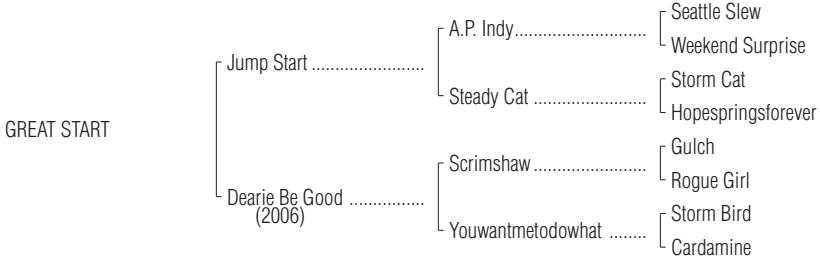 Seattle Slew
A.P. Indy............................
Weekend Surprise
Jump Start ........................
Storm Cat
Steady Cat ........................
Hopespringsforever
GREAT START
Gulch
Scrimshaw........................
Rogue Girl
Dearie Be Good ................
(2006)
Storm Bird
Youwantmetodowhat ........
Cardamine